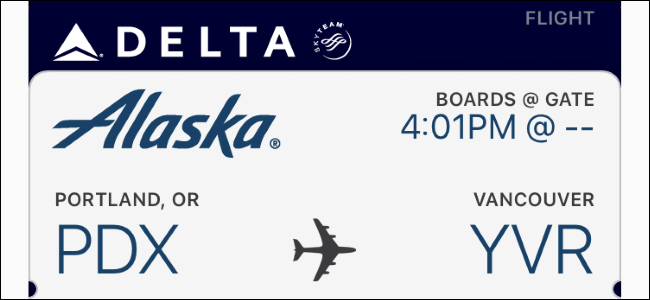 FLIGHT
DELTA SKYTEAM
BOARDS @ GATE
Alaska® 4:01PM @ --
PORTLAND, OR VANCOUVER
PDX YVR